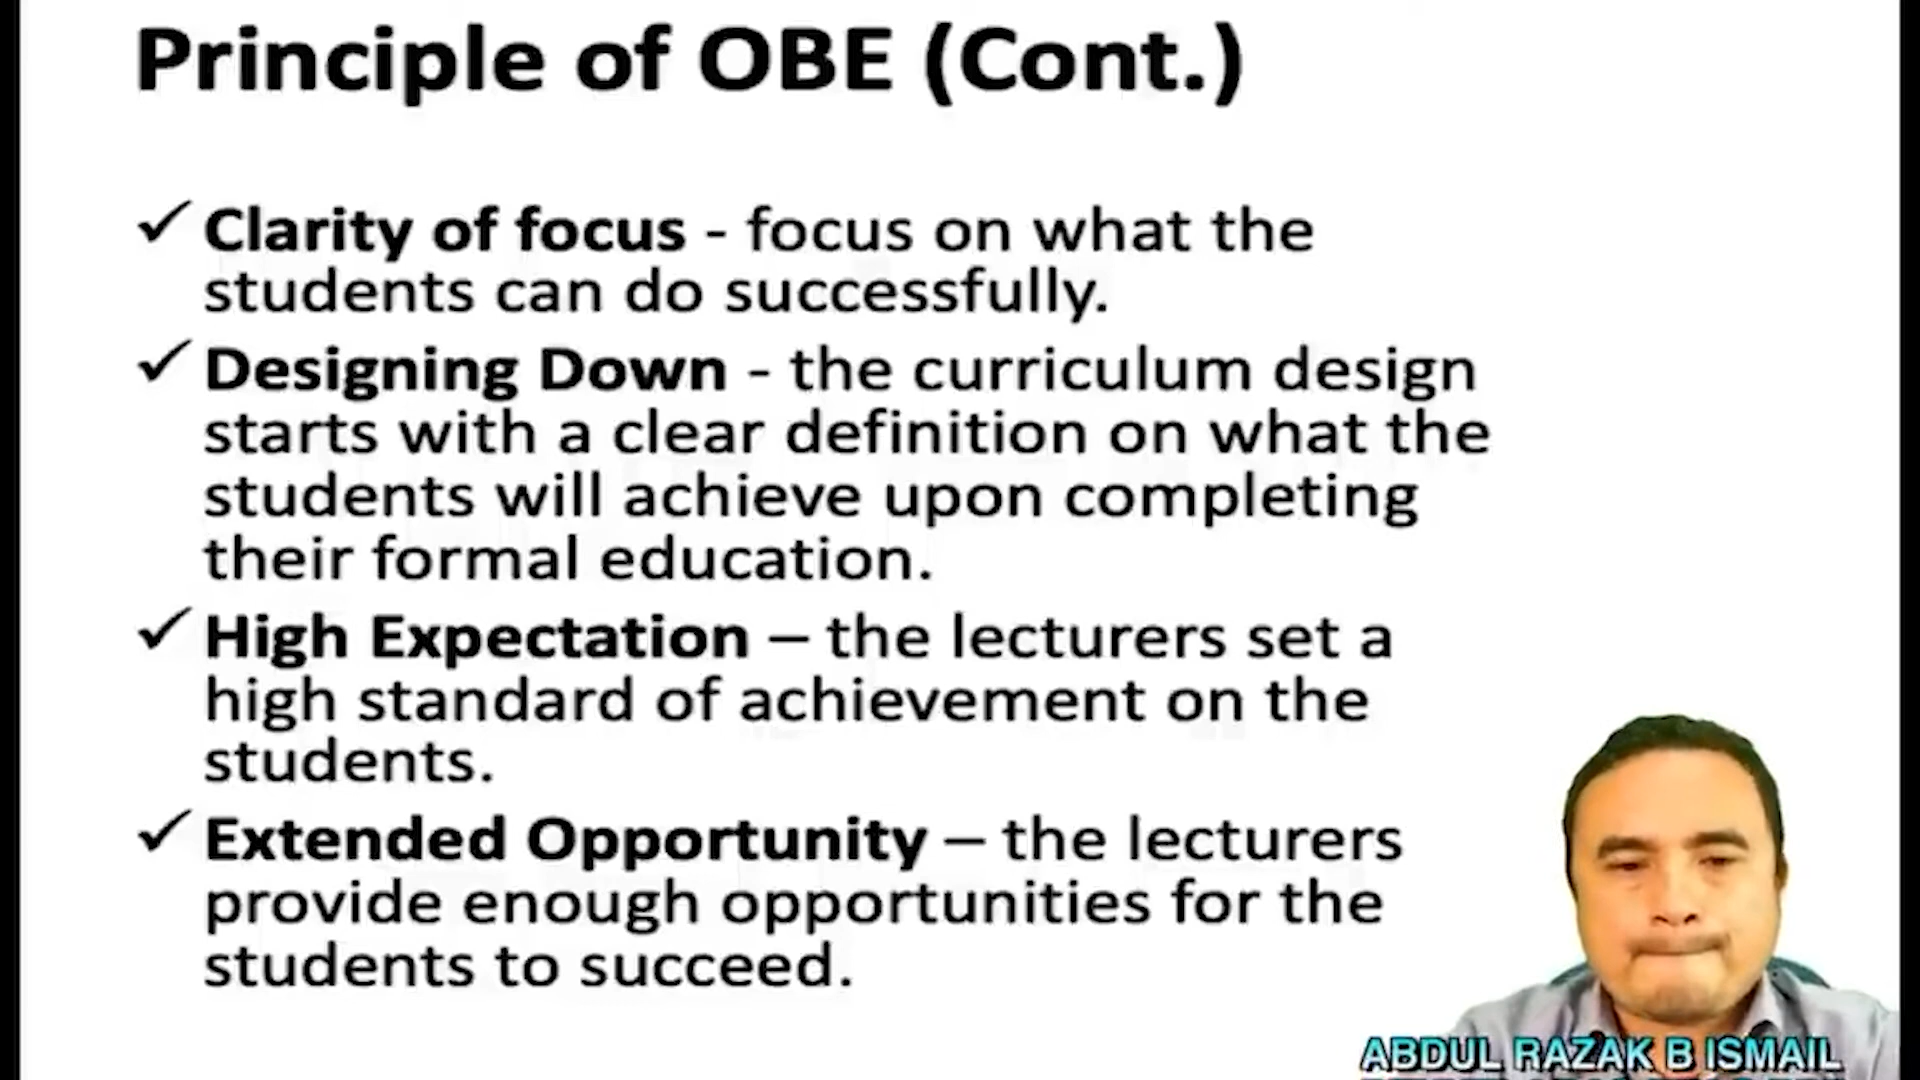 Principle of OBE (Cont.)
✓ Clarity of focus - focus on what the
students can do successfully.
✓ Designing Down - the curriculum design
starts with a clear definition on what the
students will achieve upon completing
their formal education.
✓ High Expectation – the lecturers set a
high standard of achievement on the
students.
✓ Extended Opportunity – the lecturers
provide enough opportunities for the
students to succeed.
ABDUL RAZAK B ISMAIL